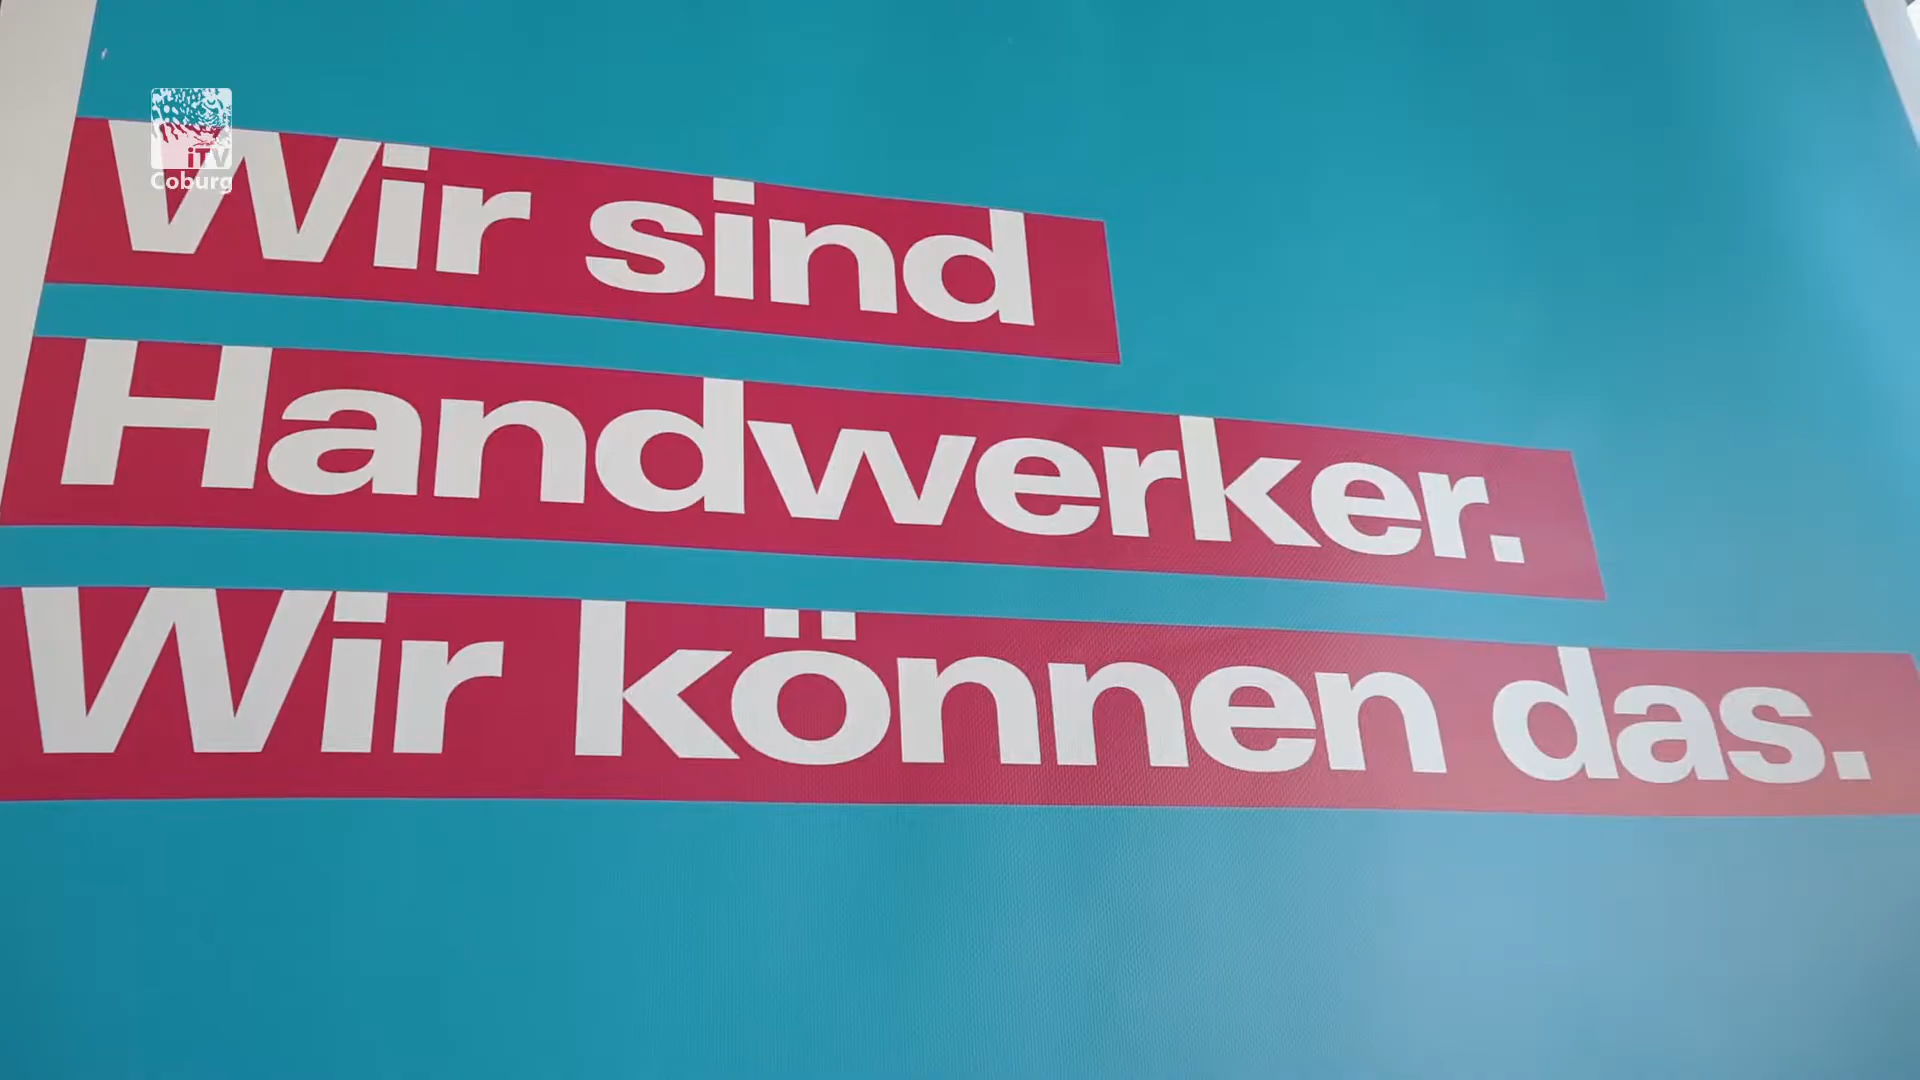 iTV
Coburg
Wir sind
Handwerker.
Wir können das.